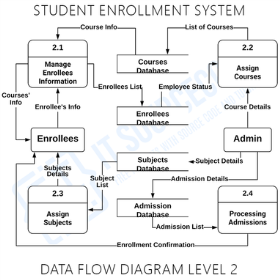 STUDENT ENROLLMENT SYSTEM
Course Info
List of Courses
2.1
Manage
Enrollees
Information
Courses
Database
2.2
Assign
Courses
Enrollees List
Employee Status
Courses'
Info
Enrollee's Info
Enrollees
Database
Course Details
Enrollees
Admin
Subjects
Database
Subject Details
Subjects
Details
Subject
List
Admission Details
2.3
Assign
Subjects
Admission
Database
2.4
Processing
Admissions
Admission List
Enrollment Confirmation
DATA FLOW DIAGRAM LEVEL 2